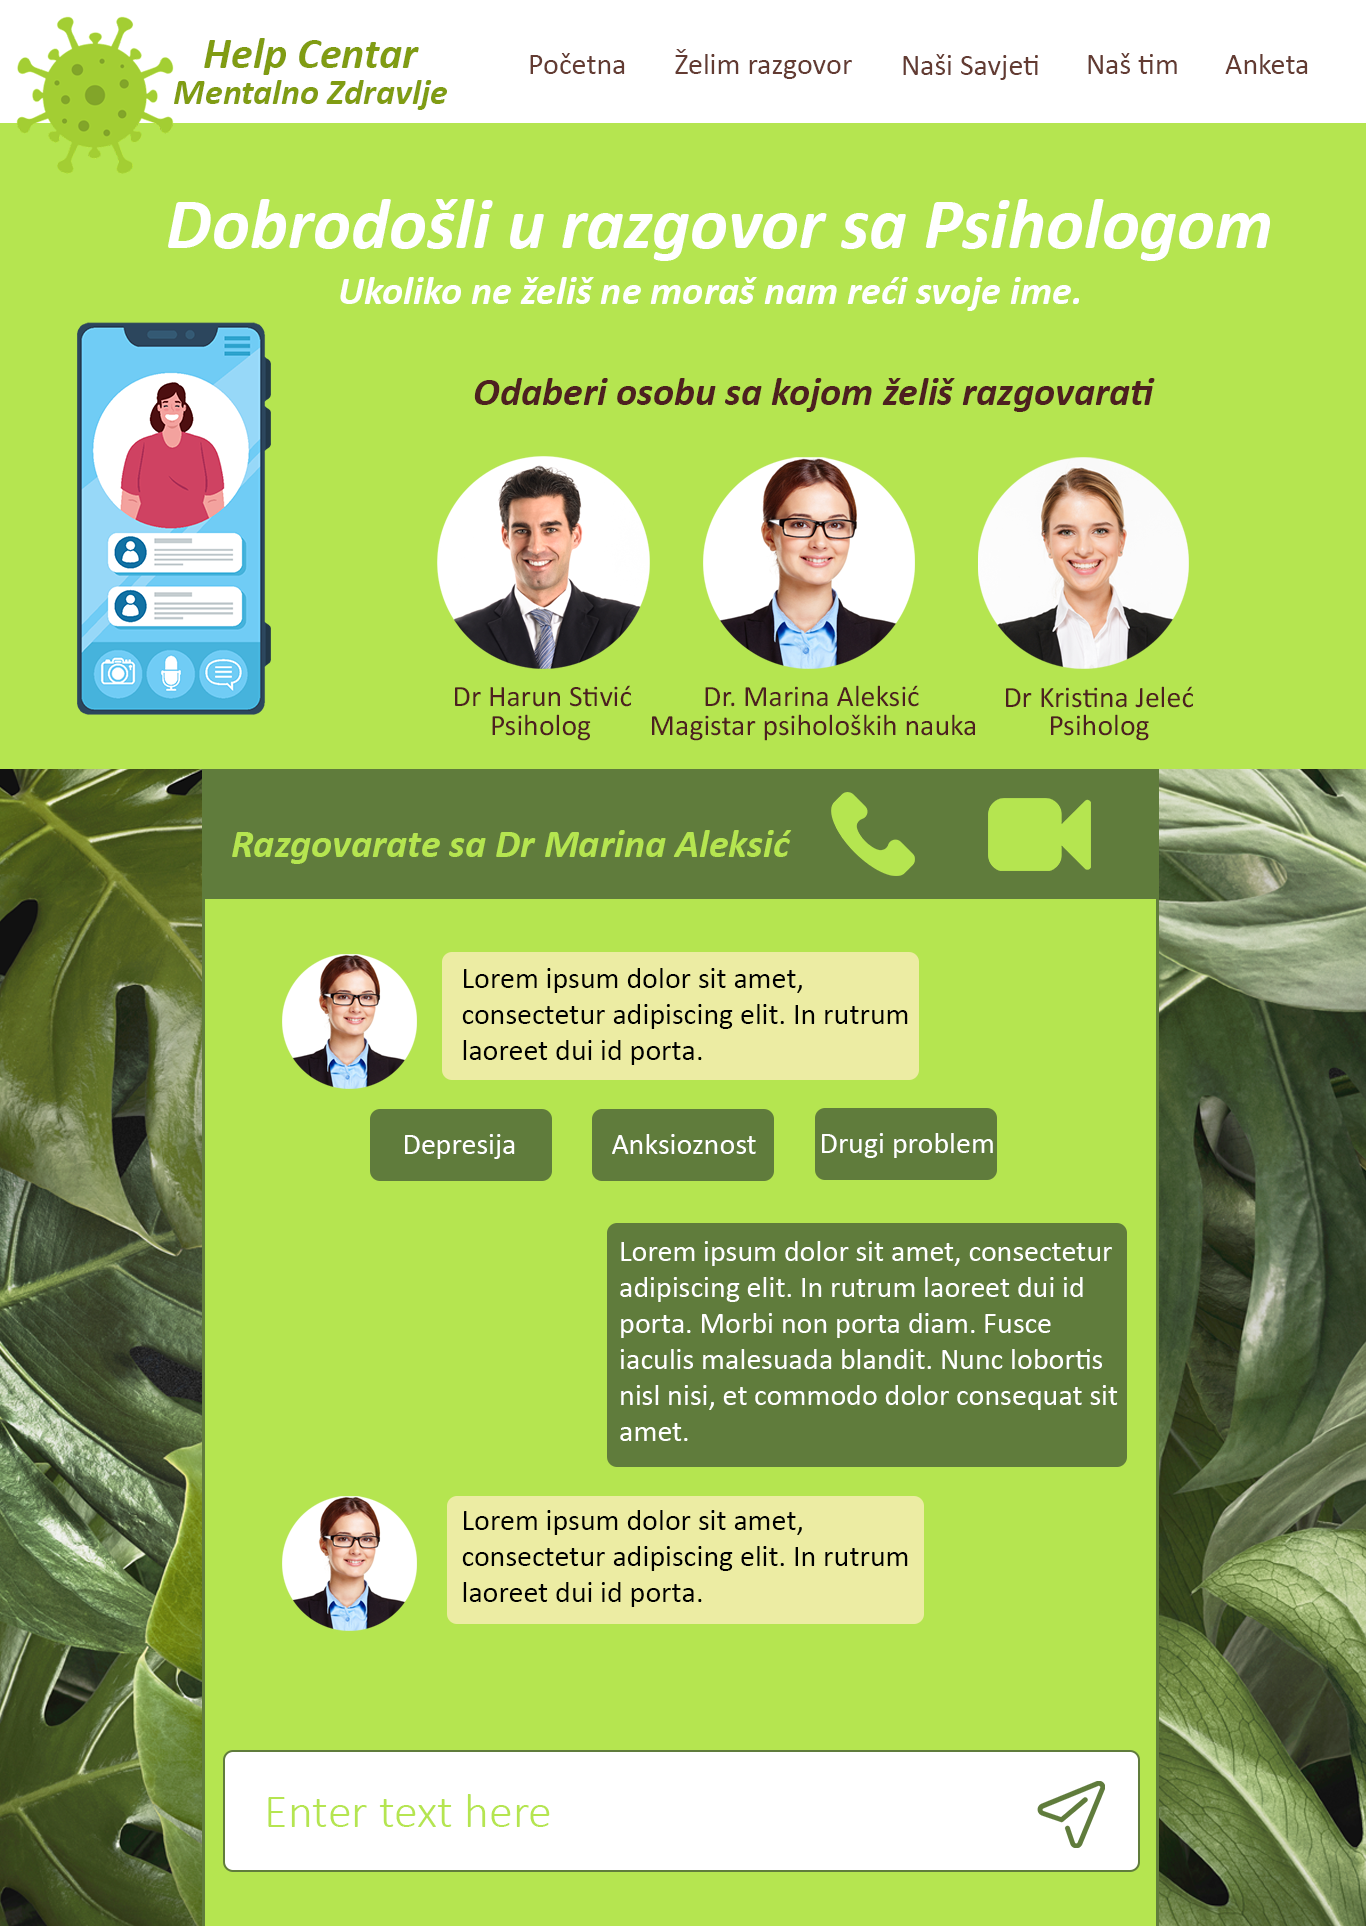 Help Centar
Mentalno Zdravlje
Početna
Želim razgovor
Naši Savjeti
Naš tim
Anketa
Dobrodošli u razgovor sa Psihologom
Ukoliko ne želiš ne moraš nam reći svoje ime.
Odaberi osobu sa kojom želiš razgovarati
Dr Harun Stivić
Psiholog
Dr. Marina Aleksić
Magistar psiholoških nauka
Dr Kristina Jeleć
Psiholog
Razgovarate sa Dr Marina Aleksić
Lorem ipsum dolor sit amet,
consectetur adipiscing elit. In rutrum
laoreet dui id porta.
Depresija
Anksioznost
Drugi problem
Lorem ipsum dolor sit amet, consectetur
adipiscing elit. In rutrum laoreet dui id
porta. Morbi non porta diam. Fusce
iaculis malesuada blandit. Nunc lobortis
nisl nisi, et commodo dolor consequat sit
amet.
Lorem ipsum dolor sit amet,
consectetur adipiscing elit. In rutrum
laoreet dui id porta.
Enter text here